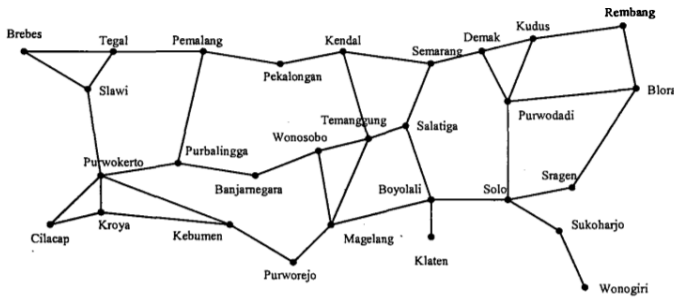 Rembang
Brebes
Tegal
Pemalang
Kendal
Demak
Kudus
Semarang
Pekalongan
Slawi
Blora
Purwodadi
Temanggung
Salatiga
Wonosobo
Purbalingga
Purwokerto
Banjarnegara
Boyolali
Solo
Sragen
Cilacap
Kroya
Kebumen
Magelang
Sukoharjo
Klaten
Purworejo
Wonogiri